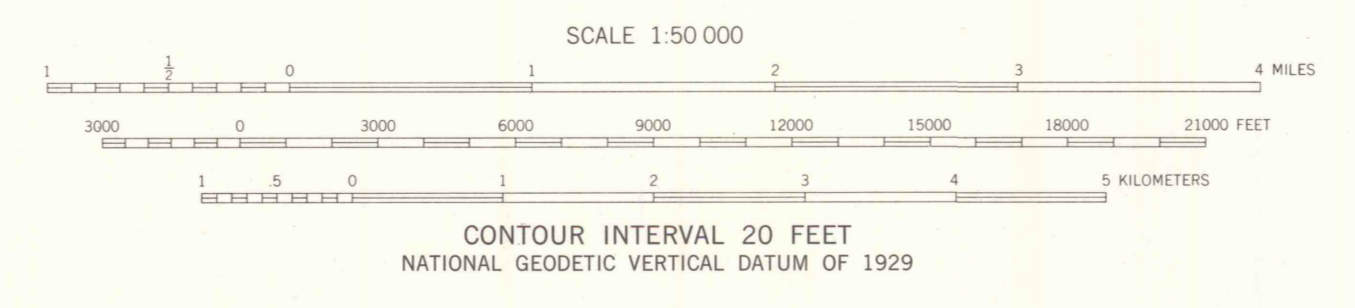 SCALE 1:50 000
1 1/2 0 1 2 3 4 MILES
3000 0 3000 6000 9000 12000 15000 18000 21000 FEET
1 .5 0 1 2 3 4 5 KILOMETERS
CONTOUR INTERVAL 20 FEET
NATIONAL GEODETIC VERTICAL DATUM OF 1929